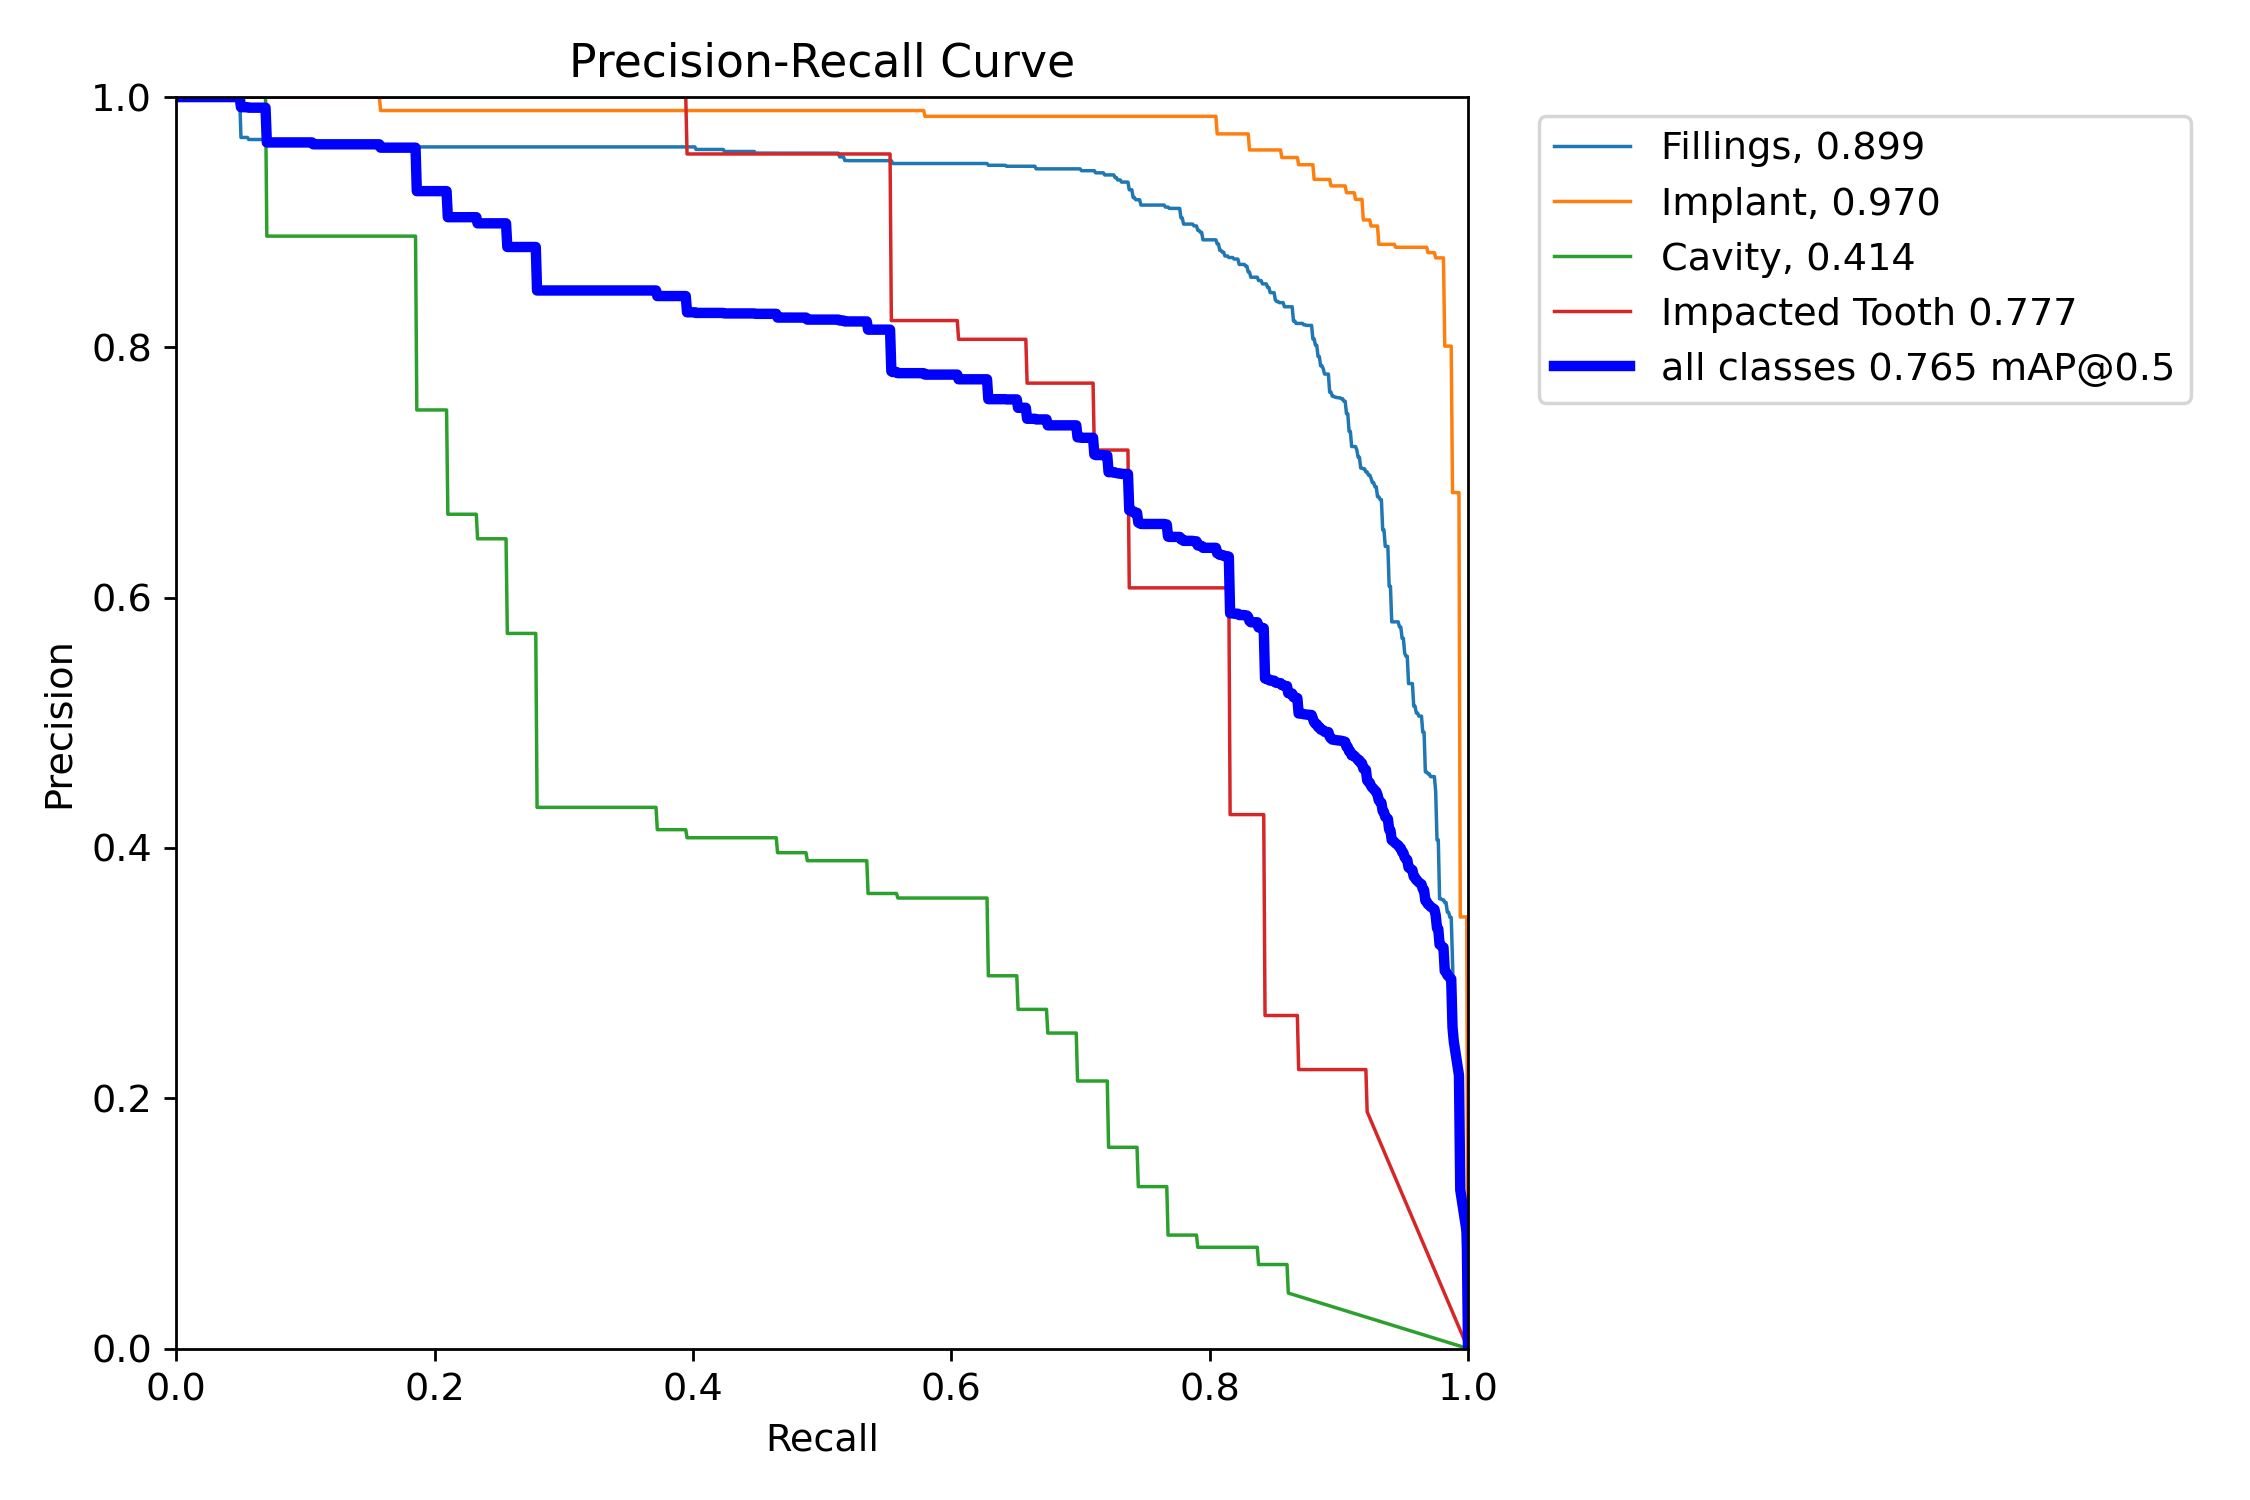 Precision-Recall Curve
1.0
0.8
0.6
0.4
0.2
0.0
Precision
0.0 0.2 0.4 0.6 0.8 1.0
Recall
Fillings, 0.899
Implant, 0.970
Cavity, 0.414
Impacted Tooth 0.777
all classes 0.765 mAP@0.5